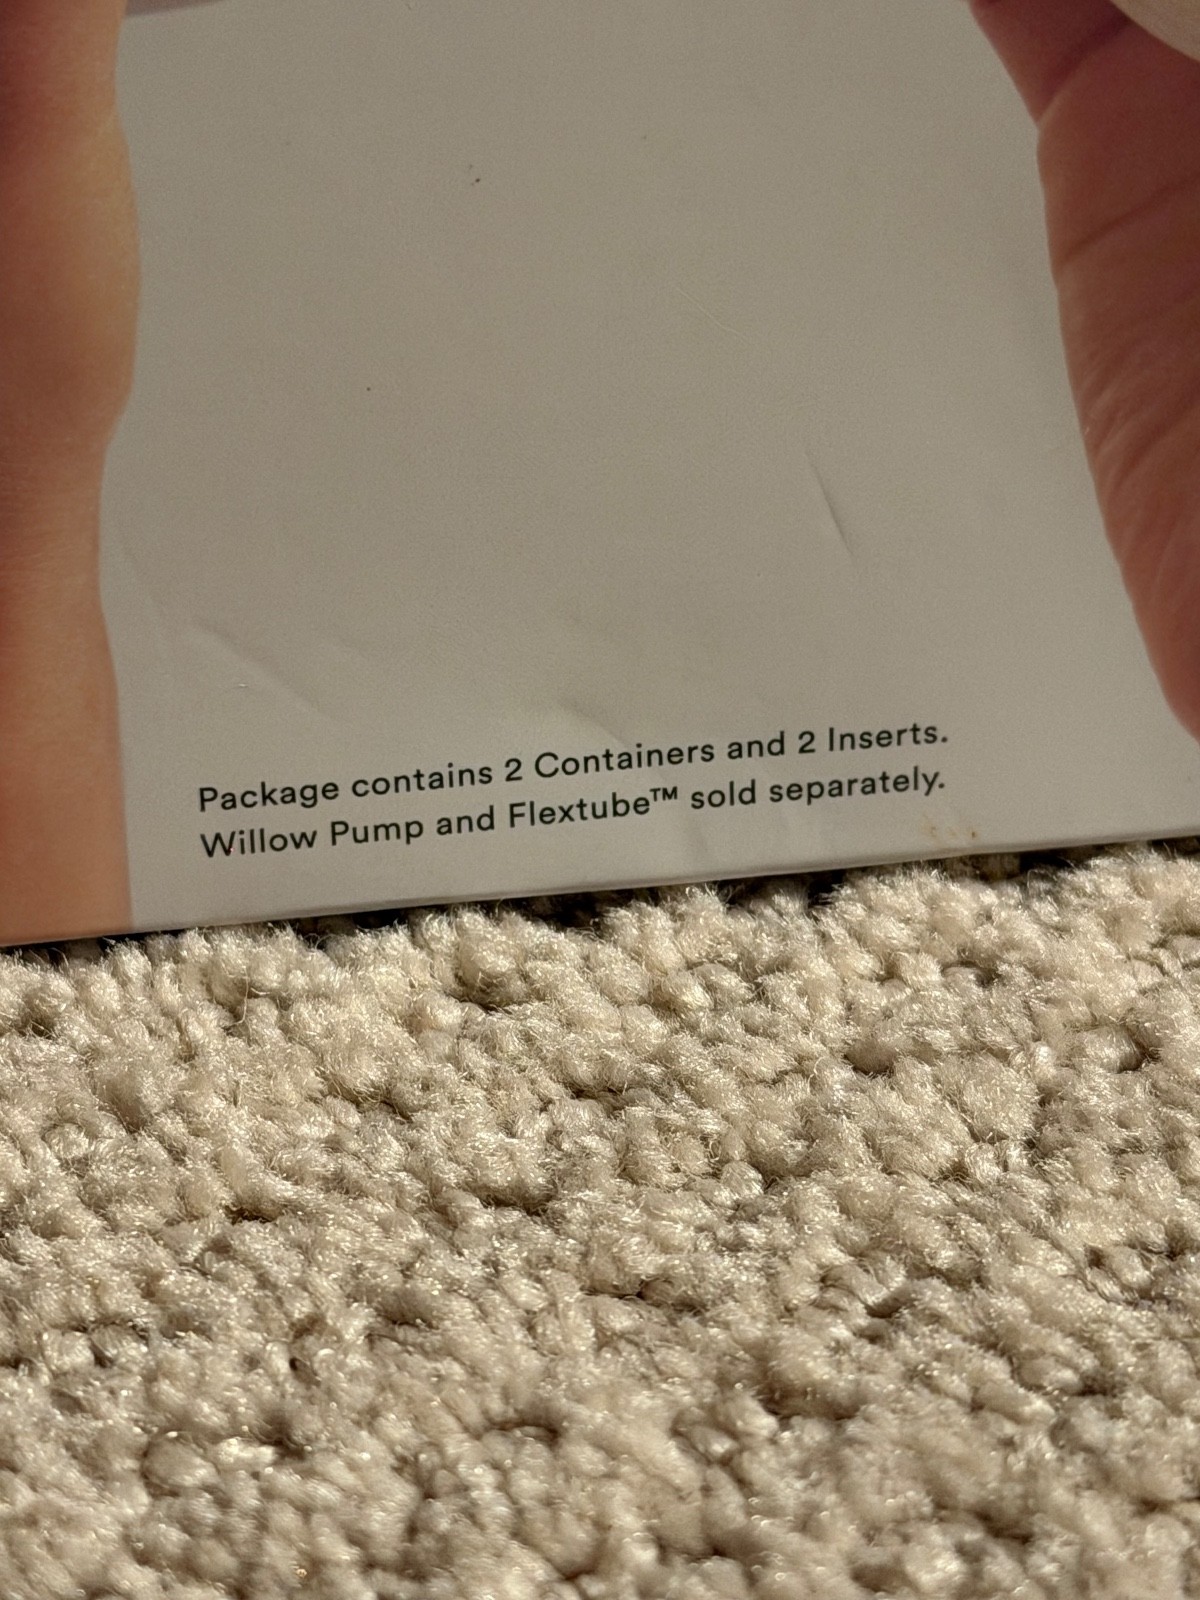 Package contains 2 Containers and 2 Inserts.
Willow Pump and Flextube™ sold separately.